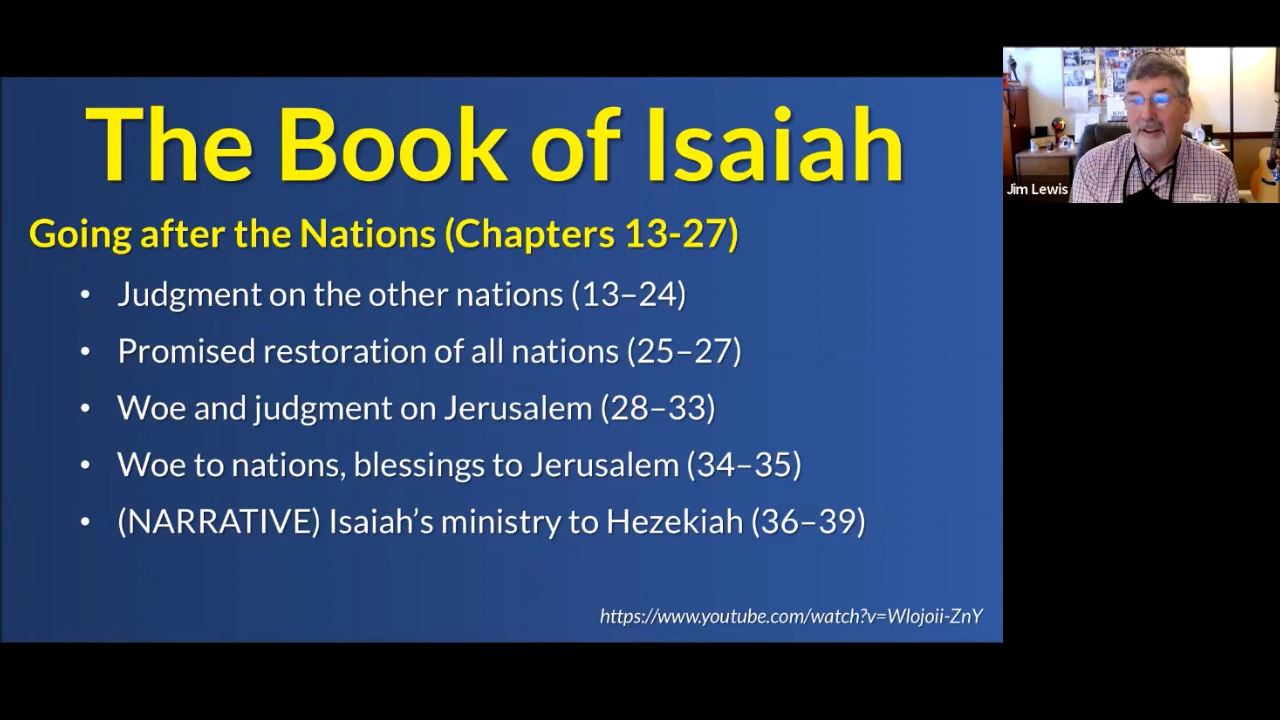 The Book of Isaiah
Going after the Nations (Chapters 13-27)
• Judgment on the other nations (13–24)
• Promised restoration of all nations (25–27)
• Woe and judgment on Jerusalem (28–33)
• Woe to nations, blessings to Jerusalem (34–35)
• (NARRATIVE) Isaiah’s ministry to Hezekiah (36–39)
https://www.youtube.com/watch?v=Wlojoii-ZnY
Jim Lewis